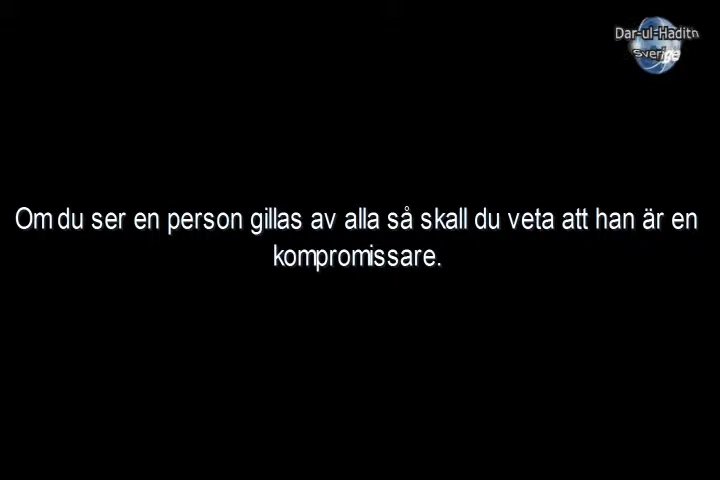 Dar-ul-Hadith
Sverige
Om du ser en person gillas av alla så skall du veta att han är en
kompromissare.